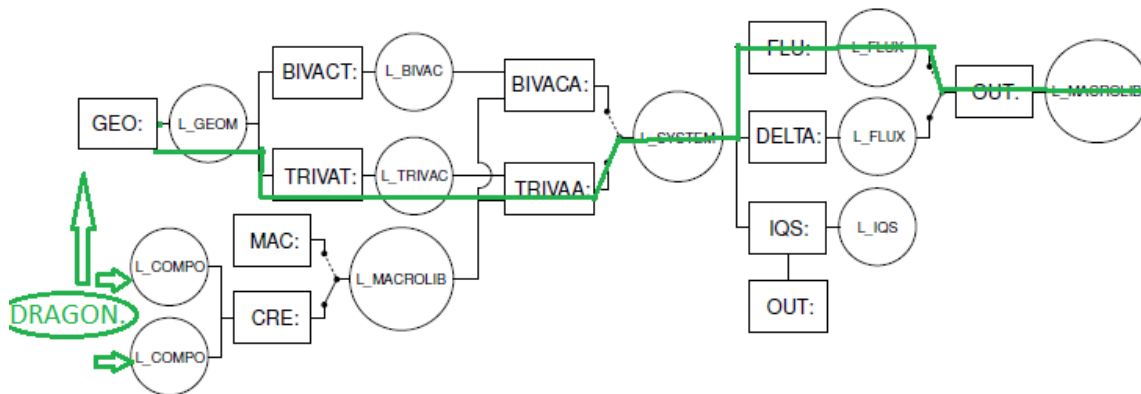 GEO:
L_GEOM
BIVACT:
L_BIVAC
BIVACA:
TRIVAT:
L_TRIVAC
TRIVAA:
MAC:
CRE:
L_MACROLIB
L_COMPO
L_COMPO
DRAGON.
L_SYSTEM
FLU:
L_FLUX
DELTA:
L_FLUX
IQS:
L_IQS
OUT:
OUT:
L_MACROLIB